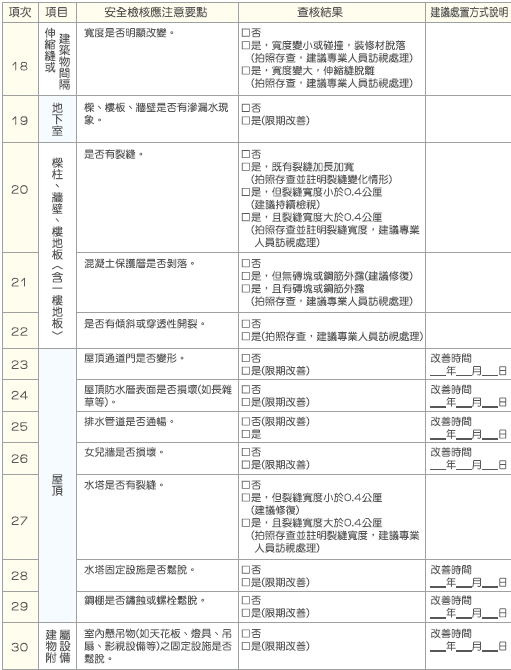 項次 項目 安全檢核應注意要點 查核結果 建議處置方式說明
18 建築物間隔伸縮縫或 寬度是否明顯改變。 □否
□是，寬度變小或碰撞，裝修材脫落
(拍照存查，建議專業人員訪視處理)
□是，寬度變大，伸縮縫脫離
(拍照存查，建議專業人員訪視處理)
19 地下室 樑、樓板、牆壁是否有滲漏水現
象。
□否
□是(限期改善)
樑柱、牆壁、樓地板（含一樓地板）
20 是否有裂縫。 □否
□是，既有裂縫加長加寬
(拍照存查並註明裂縫變化情形)
□是，但裂縫寬度小於0.4公厘
(建議持續檢視)
□是，且裂縫寬度大於0.4公厘
(拍照存查並註明裂縫寬度，建議專業
人員訪視處理)
21 混凝土保護層是否剝落。 □否
□是，但無磚塊或鋼筋外露(建議修復)
□是，且有磚塊或鋼筋外露
(拍照存查，建議專業人員訪視處理)
22 是否有傾斜或穿透性開裂。 □否
□是(拍照存查，建議專業人員訪視處理)
屋頂
23 屋頂通道門是否變形。 □否
□是(限期改善)
改善時間
__年__月__日
24 屋頂防水層表面是否損壞(如長雜
草等)。
□否
□是(限期改善)
改善時間
__年__月__日
25 排水管道是否通暢。 □否(限期改善)
□是
改善時間
__年__月__日
26 女兒牆是否損壞。 □否
□是(限期改善)
改善時間
__年__月__日
27 水塔是否有裂縫。 □否
□是，但裂縫寬度小於0.4公厘
(建議修復)
□是，且裂縫寬度大於0.4公厘
(拍照存查並註明裂縫寬度，建議專業
人員訪視處理)
28 水塔固定設施是否鬆脫。 □否
□是(限期改善)
改善時間
__年__月__日
29 鋼棚是否鏽蝕或螺栓鬆脫。 □否
□是(限期改善)
改善時間
__年__月__日
30 建物附屬設備 室內懸吊物(如天花板、燈具、吊
扇、影視設備等)之固定設施是否
鬆脫。
□否
□是(限期改善)
改善時間
__年__月__日